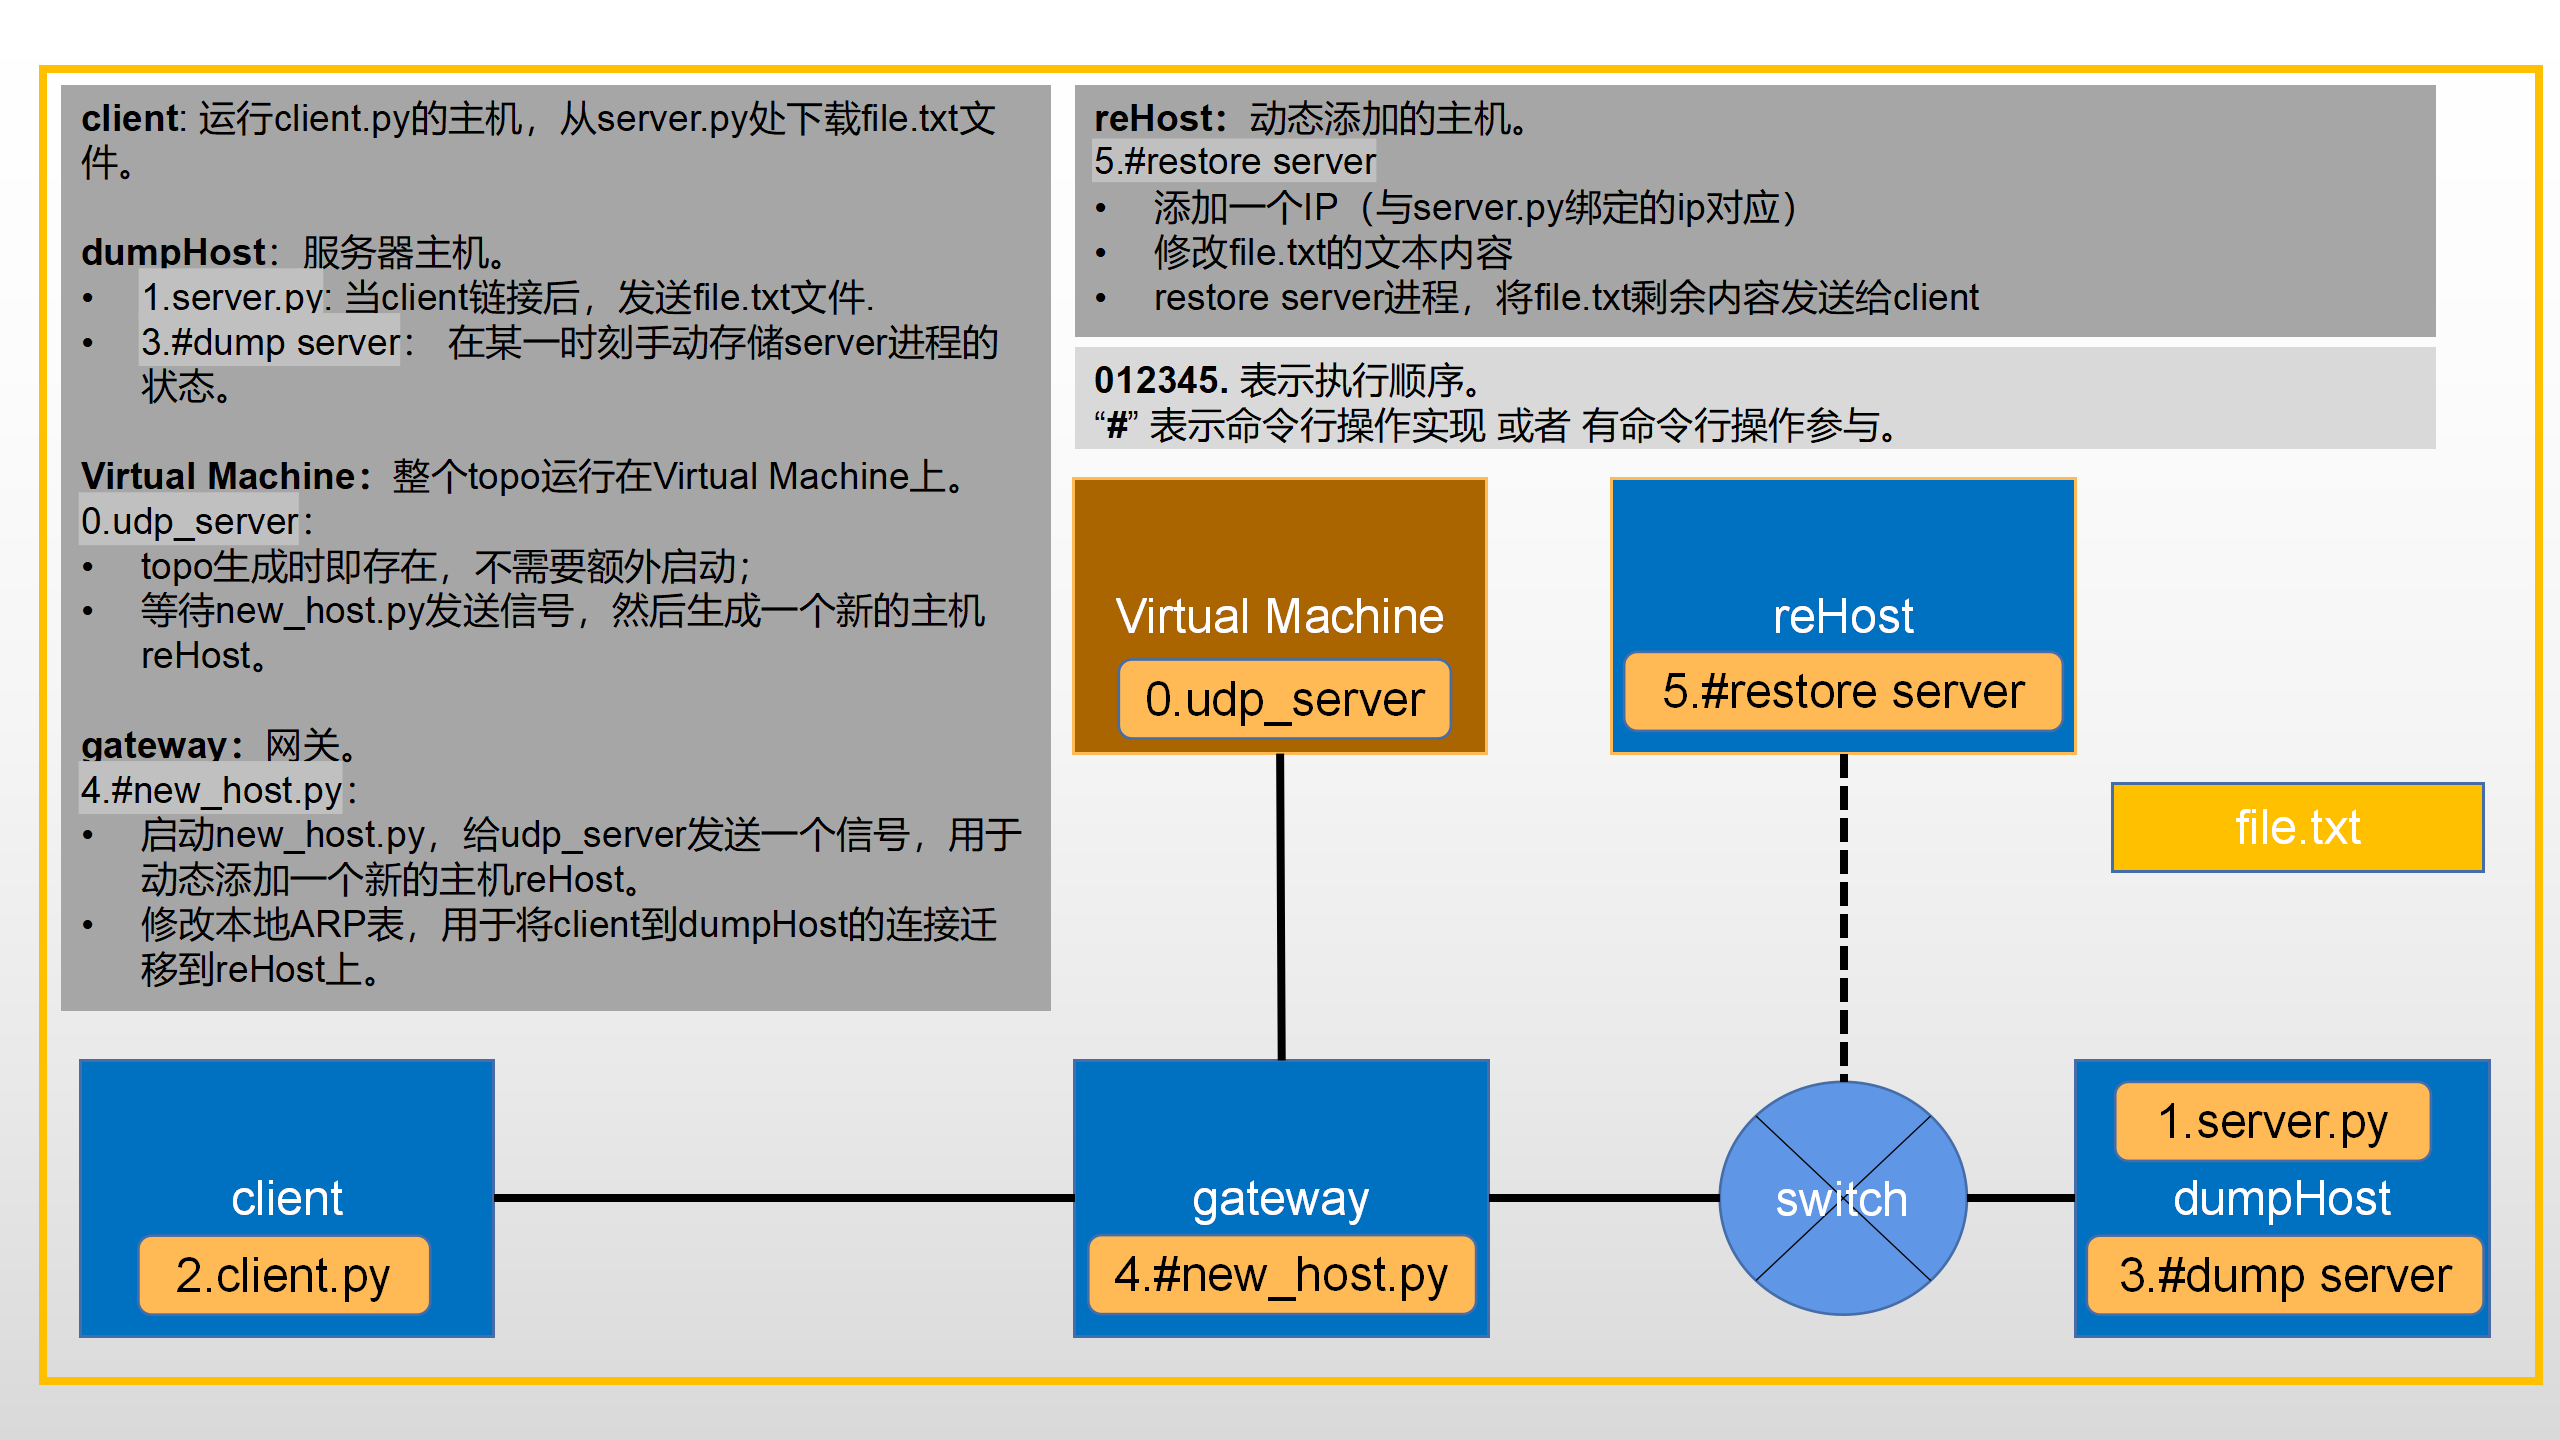 client: 运行client.py的主机，从server.py处下载file.txt文
件。
dumpHost：服务器主机。
• 1.server.py: 当client链接后，发送file.txt文件.
• 3.#dump server： 在某一时刻手动存储server进程的
状态。
Virtual Machine：整个topo运行在Virtual Machine上。
0.udp_server：
• topo生成时即存在，不需要额外启动；
• 等待new_host.py发送信号，然后生成一个新的主机
reHost。
gateway：网关。
4.#new_host.py：
• 启动new_host.py，给udp_server发送一个信号，用于
动态添加一个新的主机reHost。
• 修改本地ARP表，用于将client到dumpHost的连接迁
移到reHost上。
reHost：动态添加的主机。
5.#restore server
• 添加一个IP（与server.py绑定的ip对应）
• 修改file.txt的文本内容
• restore server进程，将file.txt剩余内容发送给client
012345. 表示执行顺序。
“#” 表示命令行操作实现 或者 有命令行操作参与。
Virtual Machine
0.udp_server
reHost
5.#restore server
file.txt
client
2.client.py
gateway
4.#new_host.py
switch
1.server.py
dumpHost
3.#dump server